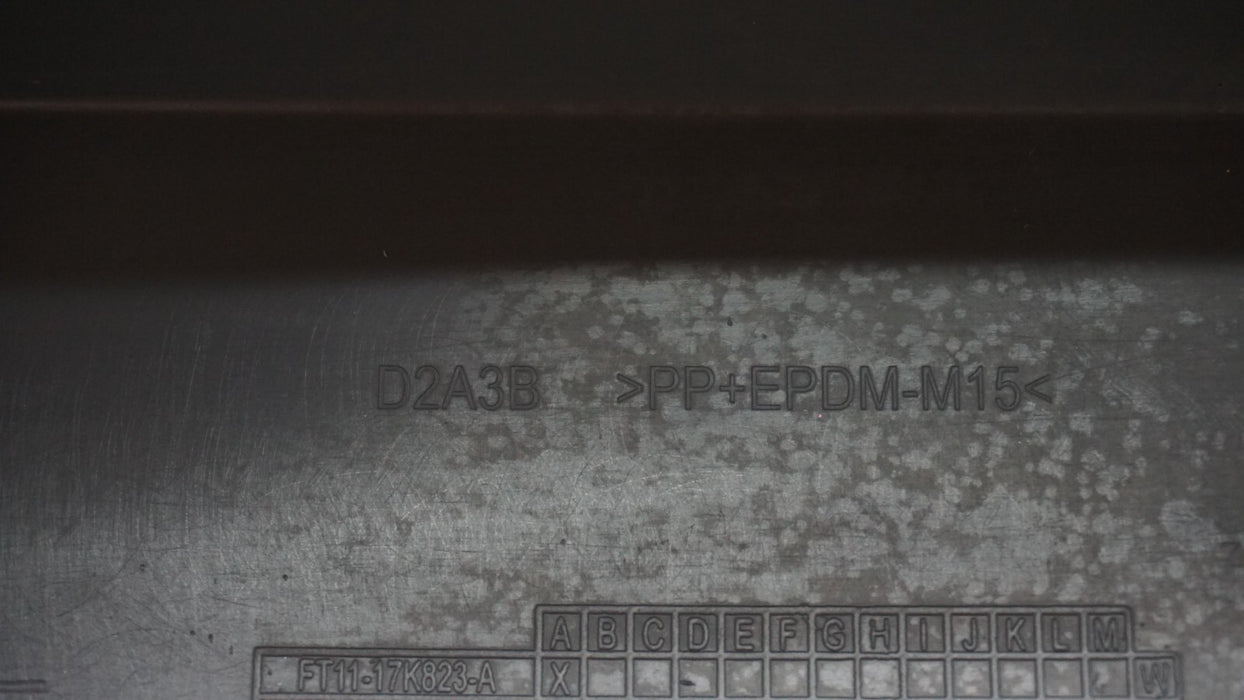 D2A3B >PP+EPDM-M15<
A B C D E F G H I J K L M
FT11-17K823-A X W